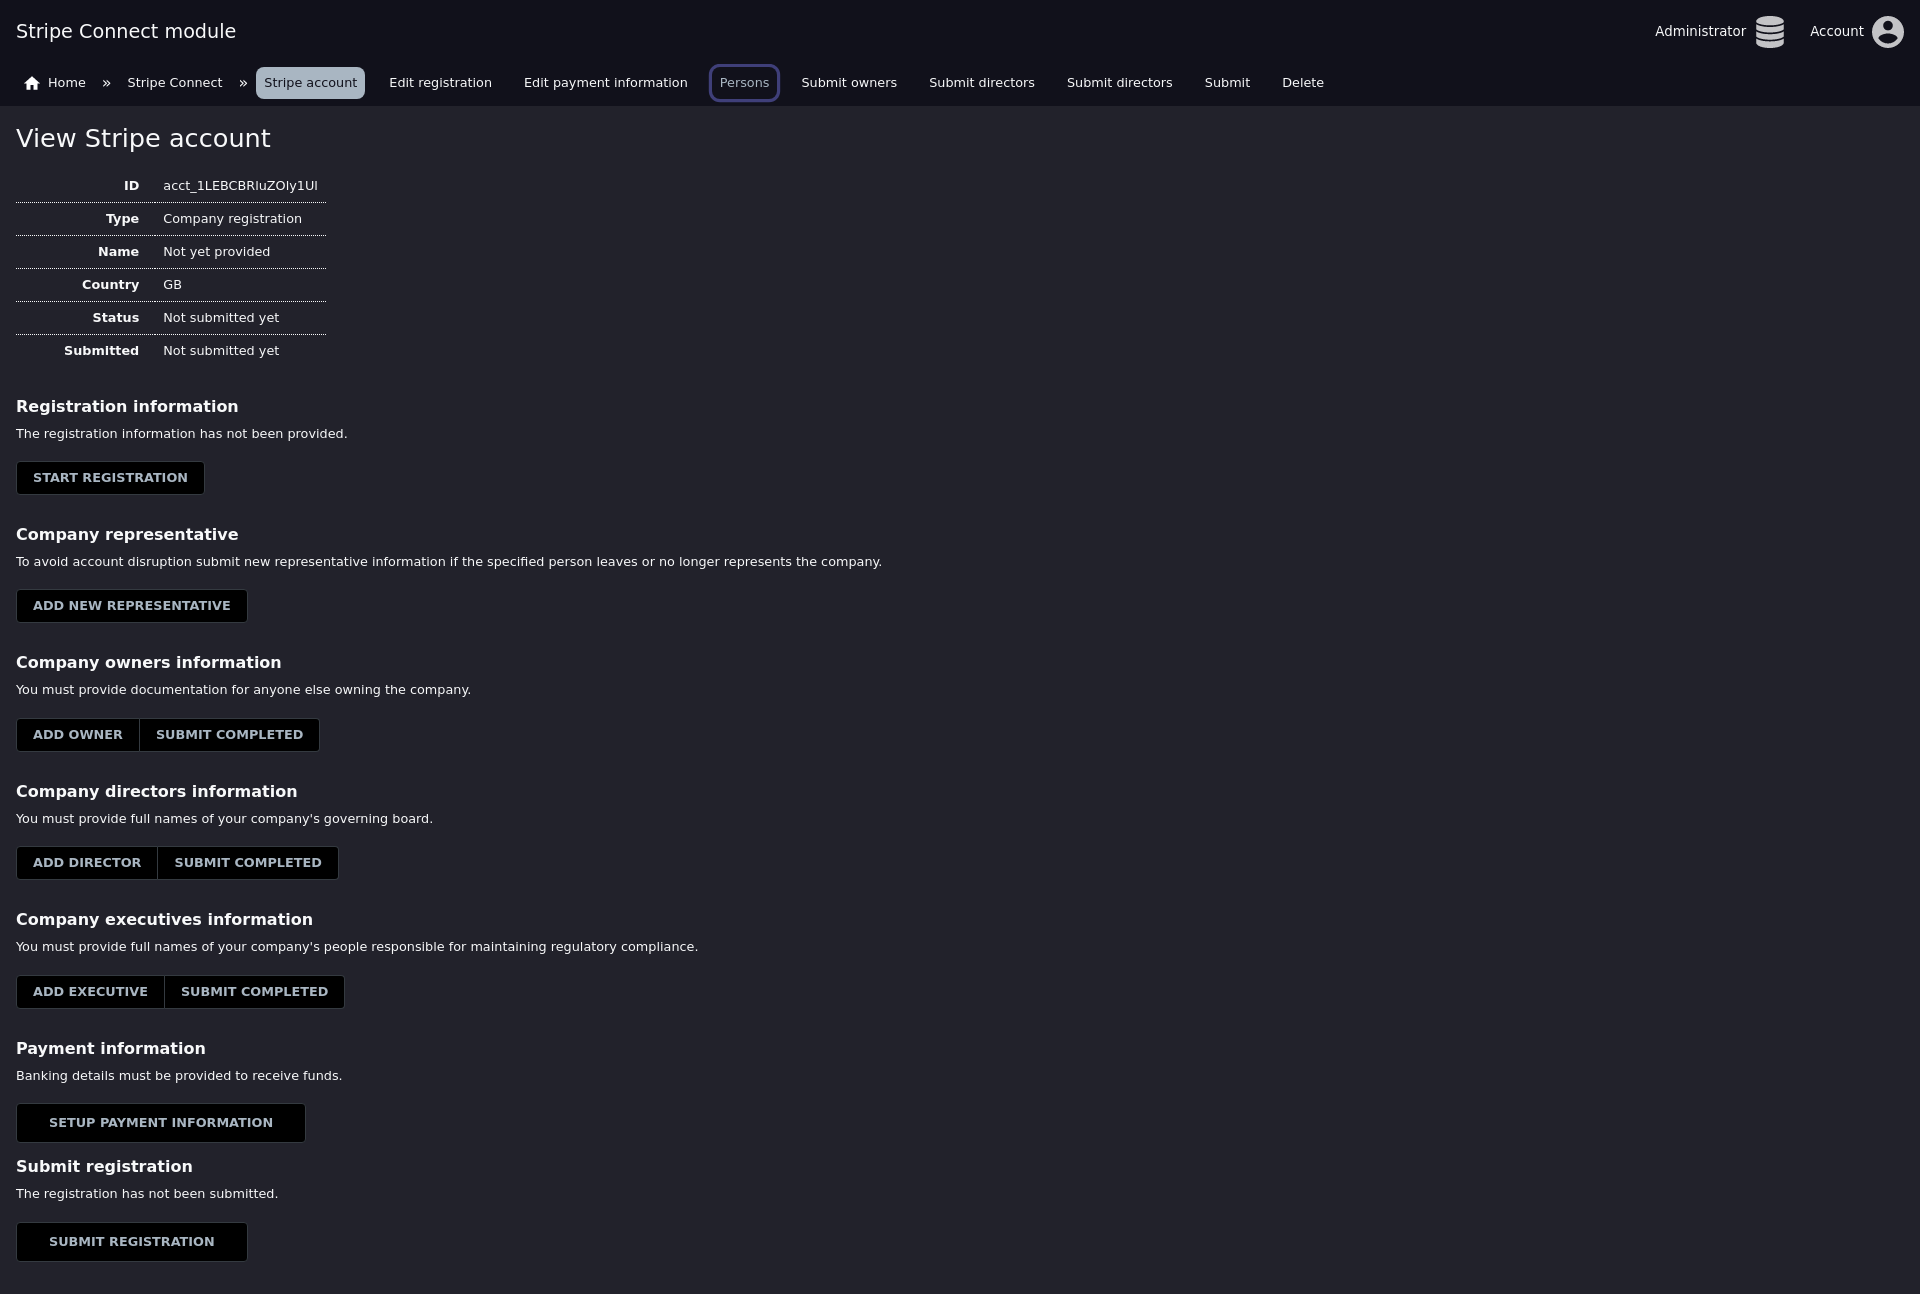 Stripe Connect module
Administrator
Account
Home » Stripe Connect » Stripe account Edit registration Edit payment information Persons Submit owners Submit directors Submit directors Submit Delete
View Stripe account
ID acct_1LEBCBRluZOly1Ul
Type Company registration
Name Not yet provided
Country GB
Status Not submitted yet
Submitted Not submitted yet
Registration information
The registration information has not been provided.
START REGISTRATION
Company representative
To avoid account disruption submit new representative information if the specified person leaves or no longer represents the company.
ADD NEW REPRESENTATIVE
Company owners information
You must provide documentation for anyone else owning the company.
ADD OWNER SUBMIT COMPLETED
Company directors information
You must provide full names of your company's governing board.
ADD DIRECTOR SUBMIT COMPLETED
Company executives information
You must provide full names of your company's people responsible for maintaining regulatory compliance.
ADD EXECUTIVE SUBMIT COMPLETED
Payment information
Banking details must be provided to receive funds.
SETUP PAYMENT INFORMATION
Submit registration
The registration has not been submitted.
SUBMIT REGISTRATION